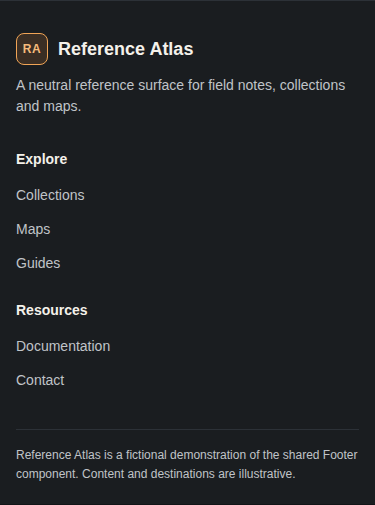 RA
Reference Atlas
A neutral reference surface for field notes, collections
and maps.
Explore
Collections
Maps
Guides
Resources
Documentation
Contact
Reference Atlas is a fictional demonstration of the shared Footer
component. Content and destinations are illustrative.